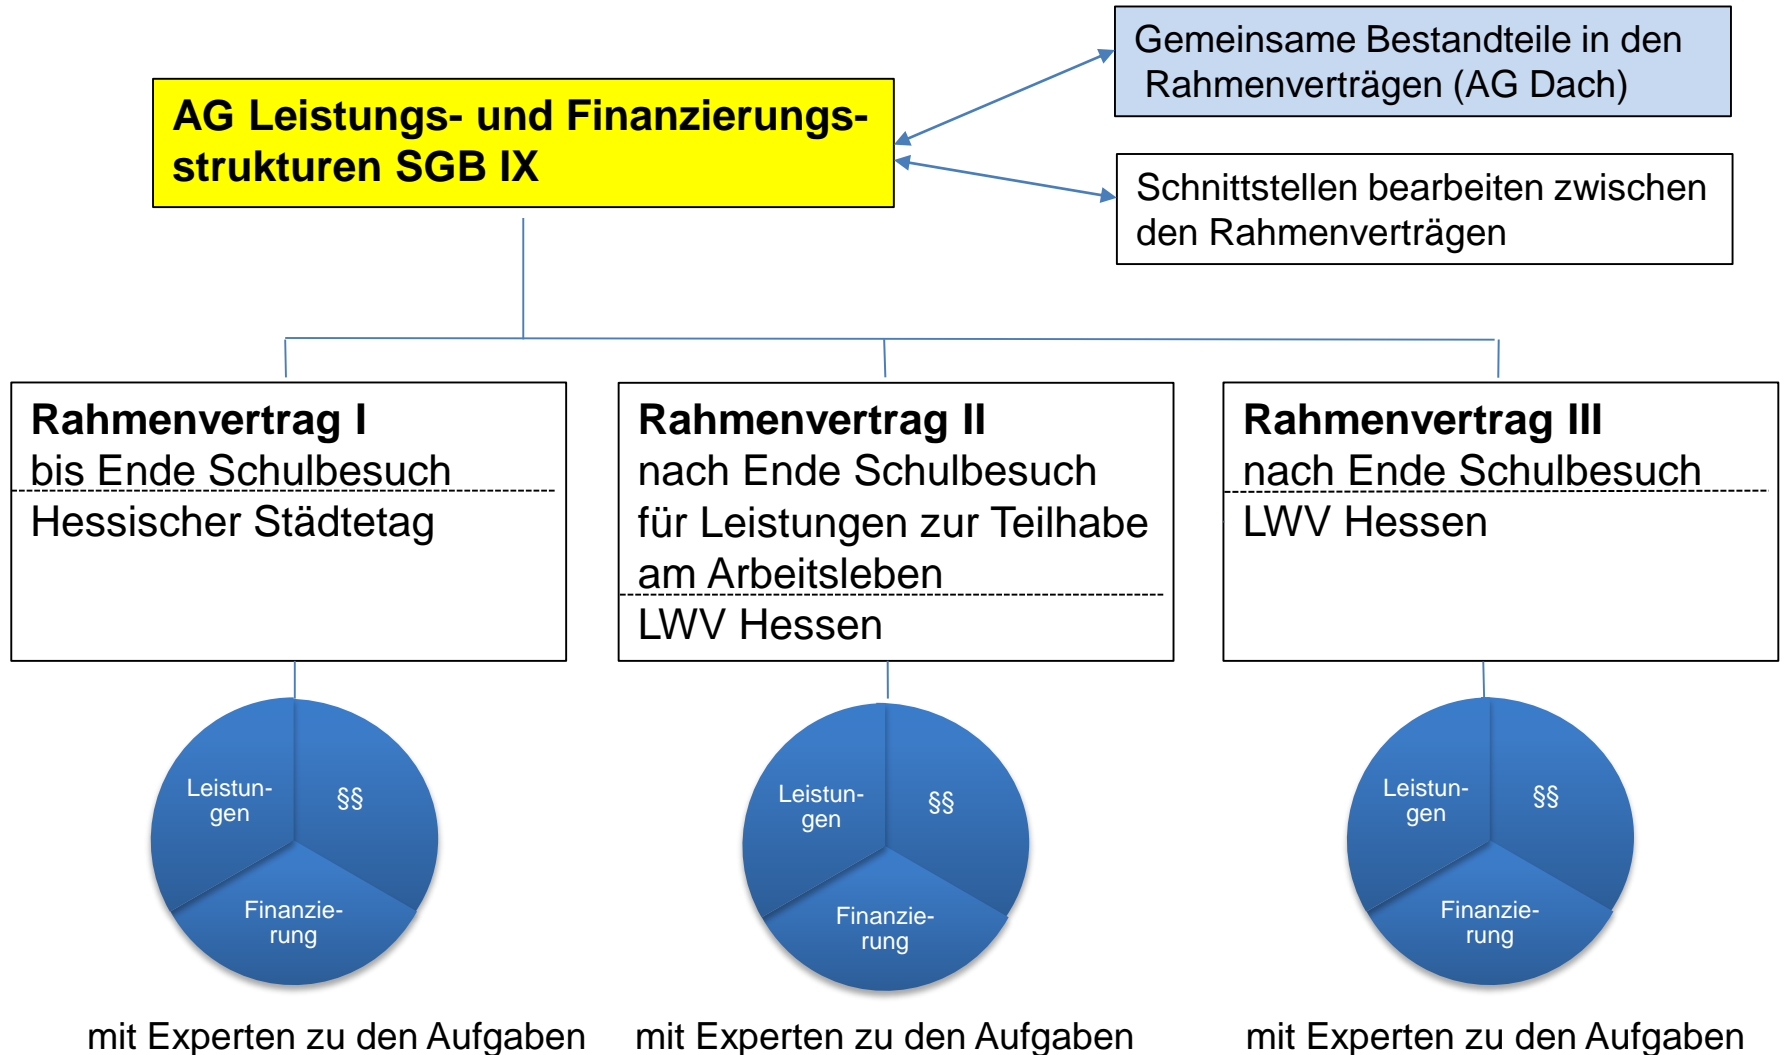 Gemeinsame Bestandteile in den
Rahmenverträgen (AG Dach)
AG Leistungs- und Finanzierungs-
strukturen SGB IX
Schnittstellen bearbeiten zwischen
den Rahmenverträgen
Rahmenvertrag I
bis Ende Schulbesuch
Hessischer Städtetag
Rahmenvertrag II
nach Ende Schulbesuch
für Leistungen zur Teilhabe
am Arbeitsleben
LWV Hessen
Rahmenvertrag III
nach Ende Schulbesuch
LWV Hessen
Leistun-
gen
§§
Finanzie-
rung
Leistun-
gen
§§
Finanzie-
rung
Leistun-
gen
§§
Finanzie-
rung
mit Experten zu den Aufgaben
mit Experten zu den Aufgaben
mit Experten zu den Aufgaben